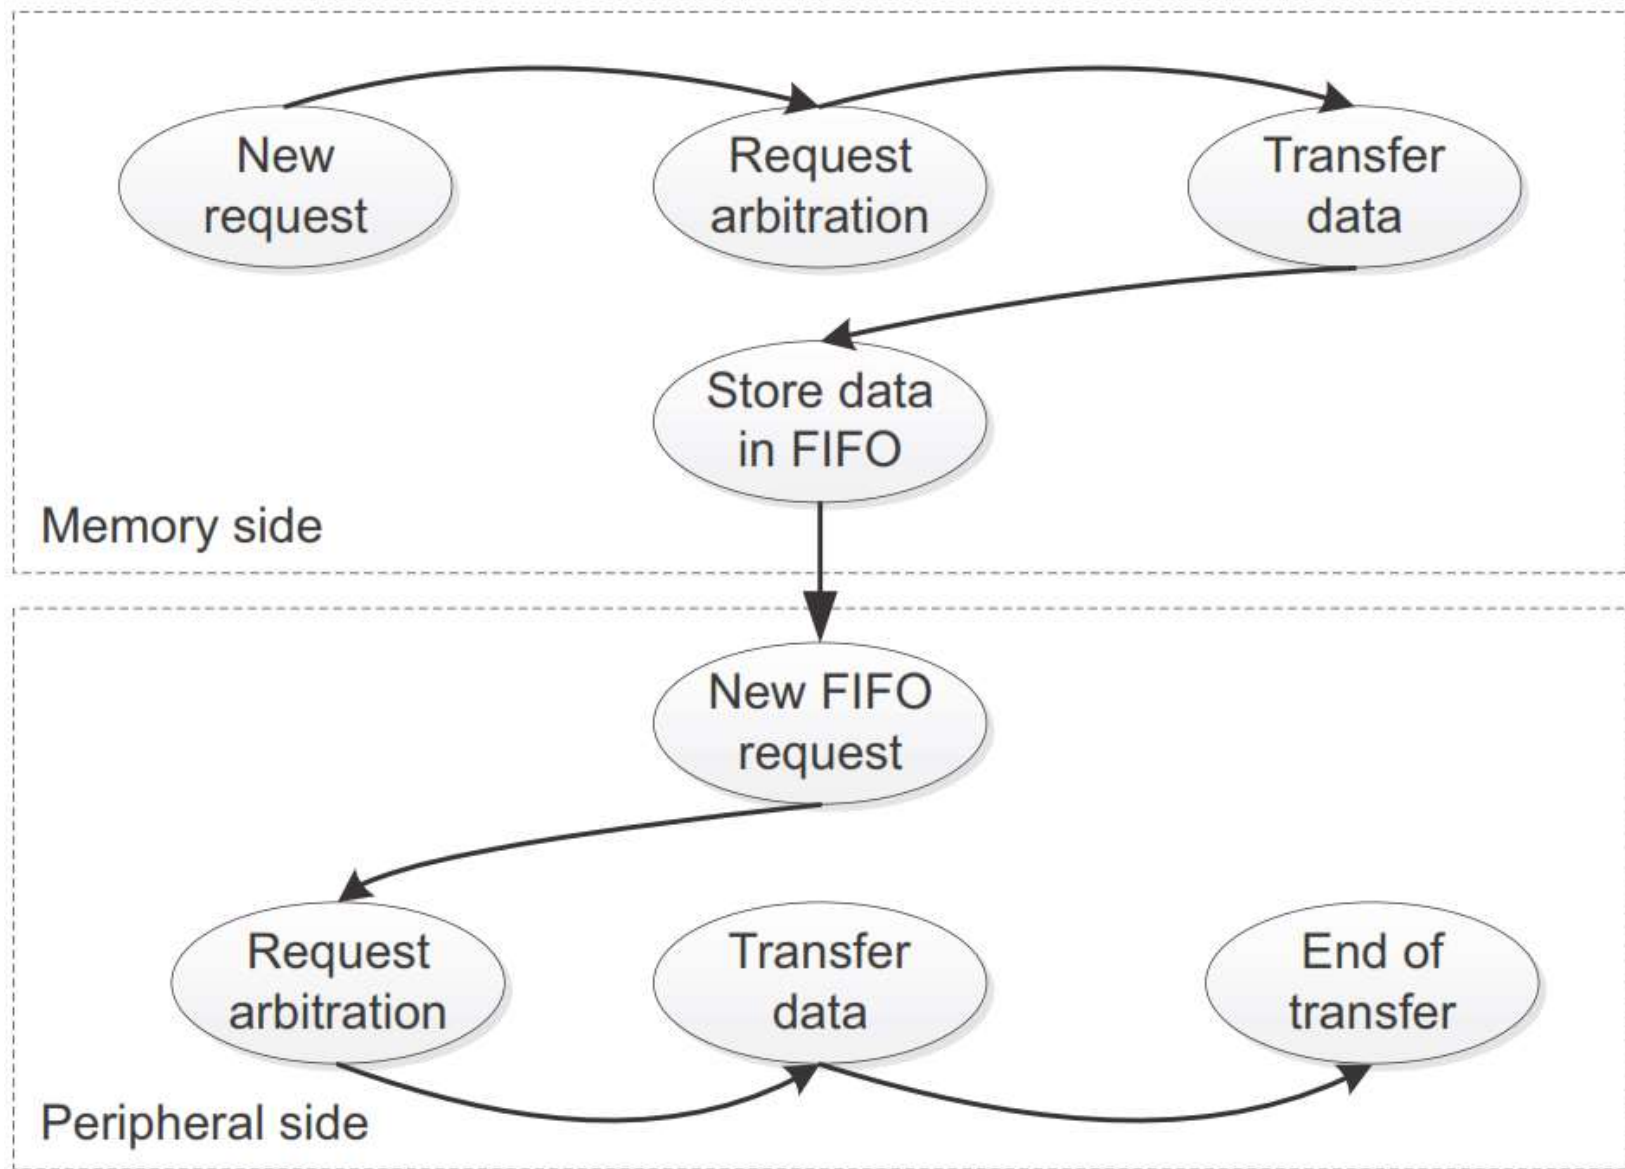 New
request
Request
arbitration
Transfer
data
Store data
in FIFO
Memory side
New FIFO
request
Request
arbitration
Transfer
data
End of
transfer
Peripheral side